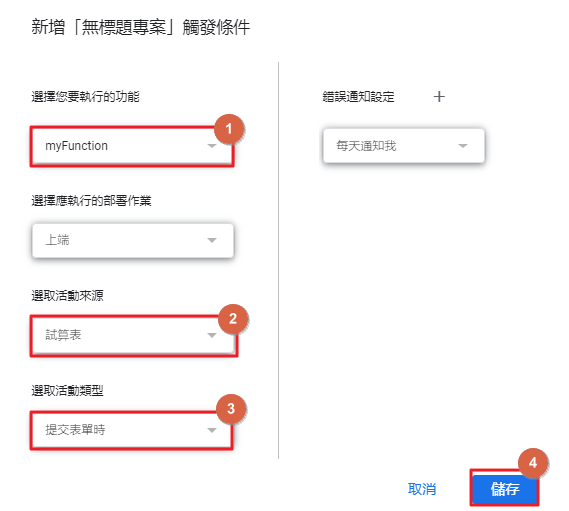 新增「無標題專案」觸發條件
選擇您要執行的功能
1
myFunction
選擇應執行的部署作業
上端
選取活動來源
2
試算表
選取活動類型
3
提交表單時
錯誤通知設定 +
每天通知我
4
取消
儲存